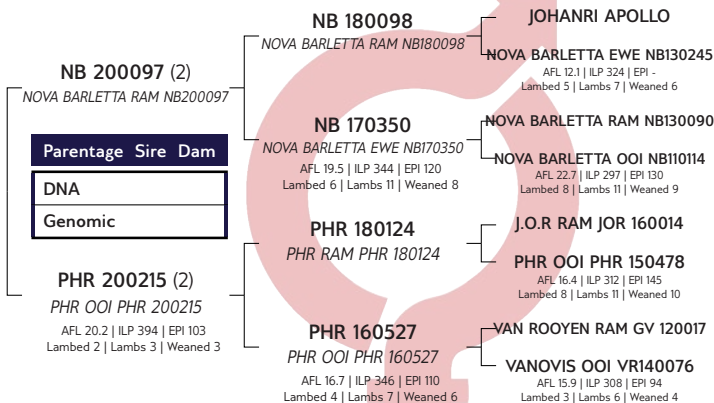 NB 200097 (2)
NOVA BARLETTA RAM NB200097
Parentage Sire Dam
DNA
Genomic
PHR 200215 (2)
PHR OOI PHR 200215
AFL 20.2 | ILP 394 | EPI 103
Lambed 2 | Lambs 3 | Weaned 3
NB 180098
NOVA BARLETTA RAM NB180098
NB 170350
NOVA BARLETTA EWE NB170350
AFL 19.5 | ILP 344 | EPI 120
Lambed 6 | Lambs 11 | Weaned 8
PHR 180124
PHR RAM PHR 180124
PHR 160527
PHR OOI PHR 160527
AFL 16.7 | ILP 346 | EPI 110
Lambed 4 | Lambs 7 | Weaned 6
JOHANRI APOLLO
NOVA BARLETTA EWE NB130245
AFL 12.1 | ILP 324 | EPI -
Lambed 5 | Lambs 7 | Weaned 6
NOVA BARLETTA RAM NB130090
NOVA BARLETTA OOI NB110114
AFL 22.7 | ILP 297 | EPI 130
Lambed 8 | Lambs 11 | Weaned 9
J.O.R RAM JOR 160014
PHR OOI PHR 150478
AFL 16.4 | ILP 312 | EPI 145
Lambed 8 | Lambs 11 | Weaned 10
VAN ROOYEN RAM GV 120017
VANOVIS OOI VR140076
AFL 15.9 | ILP 308 | EPI 94
Lambed 3 | Lambs 6 | Weaned 4